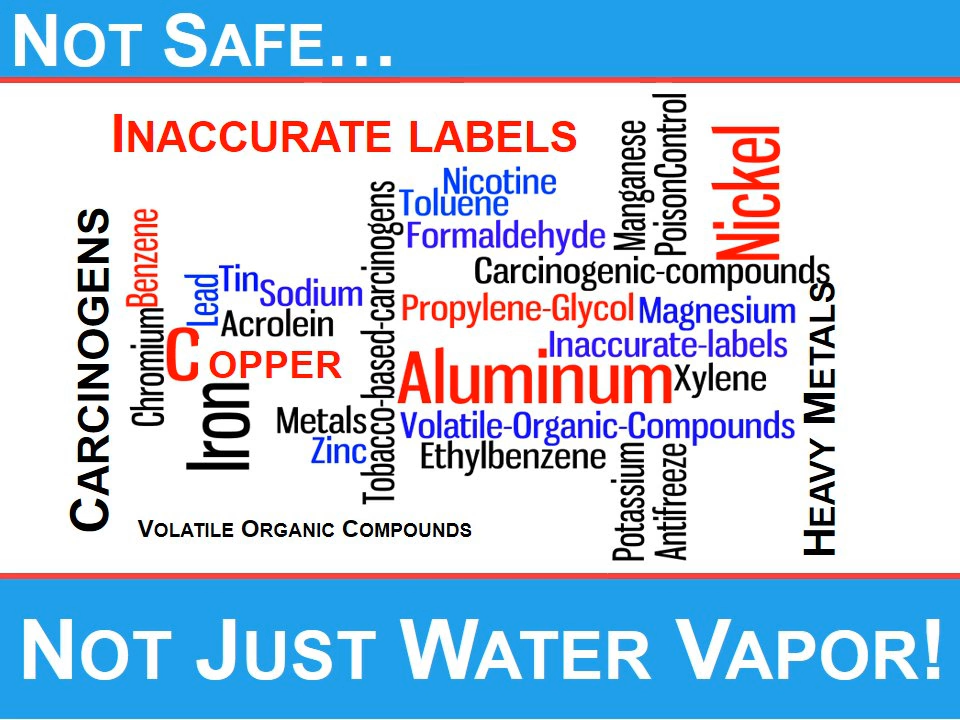 NOT SAFE...
INACCURATE LABELS
CARCINOGENS
Benzene
Chromium
Lead
Tin
Sodium
Acrolein
COPPER
Iron
Metals
Zinc
Tobacco-based-carcinogens
Nicotine
Toluene
Formaldehyde
Manganese
PoisonControl
Nickel
Carcinogenic-compounds
Propylene-Glycol
Magnesium
Inaccurate-labels
Aluminum
Xylene
Volatile-Organic-Compounds
Ethylbenzene
Potassium
Antifreeze
HEAVY METALS
VOLATILE ORGANIC COMPOUNDS
NOT JUST WATER VAPOR!